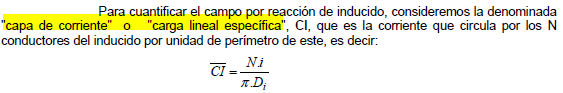 Para cuantificar el campo por reacción de inducido, consideremos la denominada
"capa de corriente" o "carga lineal específica", CI, que es la corriente que circula por los N
conductores del inducido por unidad de perímetro de este, es decir:
CI = N.i / π.Di